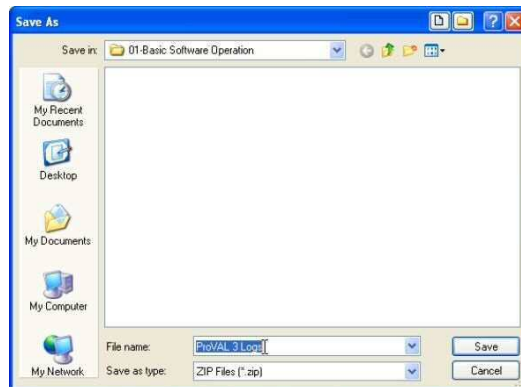 Save As
Save in:
01-Basic Software Operation
My Recent
Documents
Desktop
My Documents
My Computer
My Network
File name:
ProVAL 3 Logs
Save
Save as type:
ZIP Files (*.zip)
Cancel